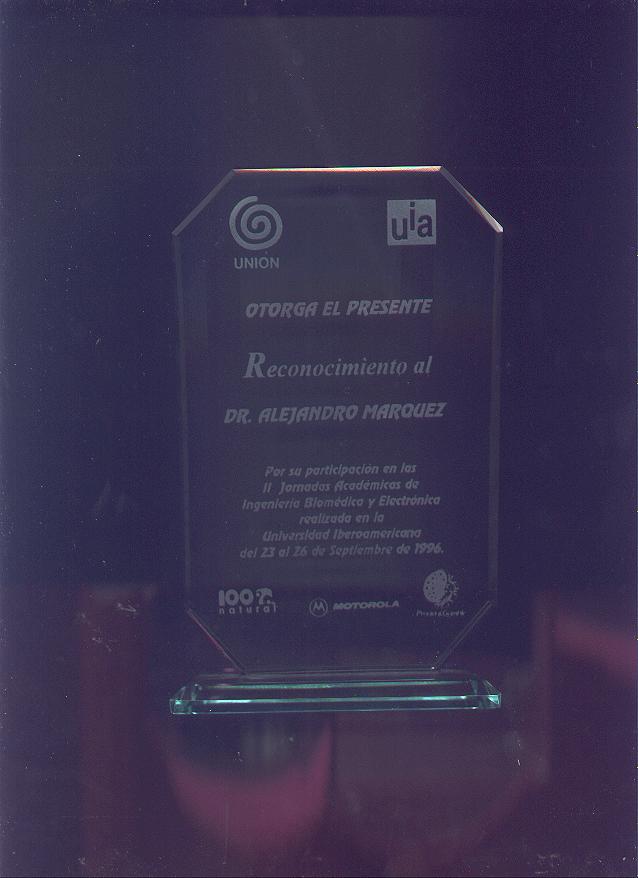 UNION
uia
OTORGA EL PRESENTE
Reconocimiento al
DR. ALEJANDRO MARQUEZ
Por su participación en las
II Jornadas Académicas de
Ingeniería Biomédica y Electrónica
realizada en la
Universidad Iberoamericana
del 23 al 26 de Septiembre de 1996.
100%
natural
MOTOROLA